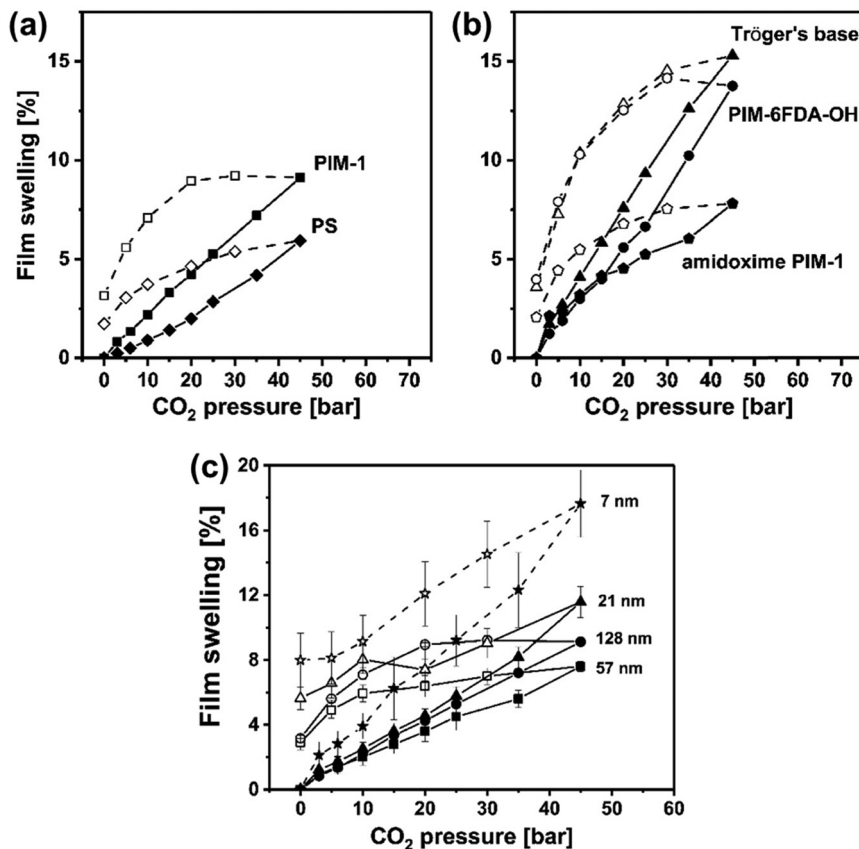 (a)
15
10
5
0
Film swelling [%]
PIM-1
PS
0 10 20 30 40 50 60 70
CO₂ pressure [bar]
(b)
Tröger's base
15
PIM-6FDA-OH
10
5
amidoxime PIM-1
0
0 10 20 30 40 50 60 70
CO₂ pressure [bar]
(c)
20
16
12
8
4
0
Film swelling [%]
7 nm
21 nm
128 nm
57 nm
0 10 20 30 40 50 60
CO₂ pressure [bar]